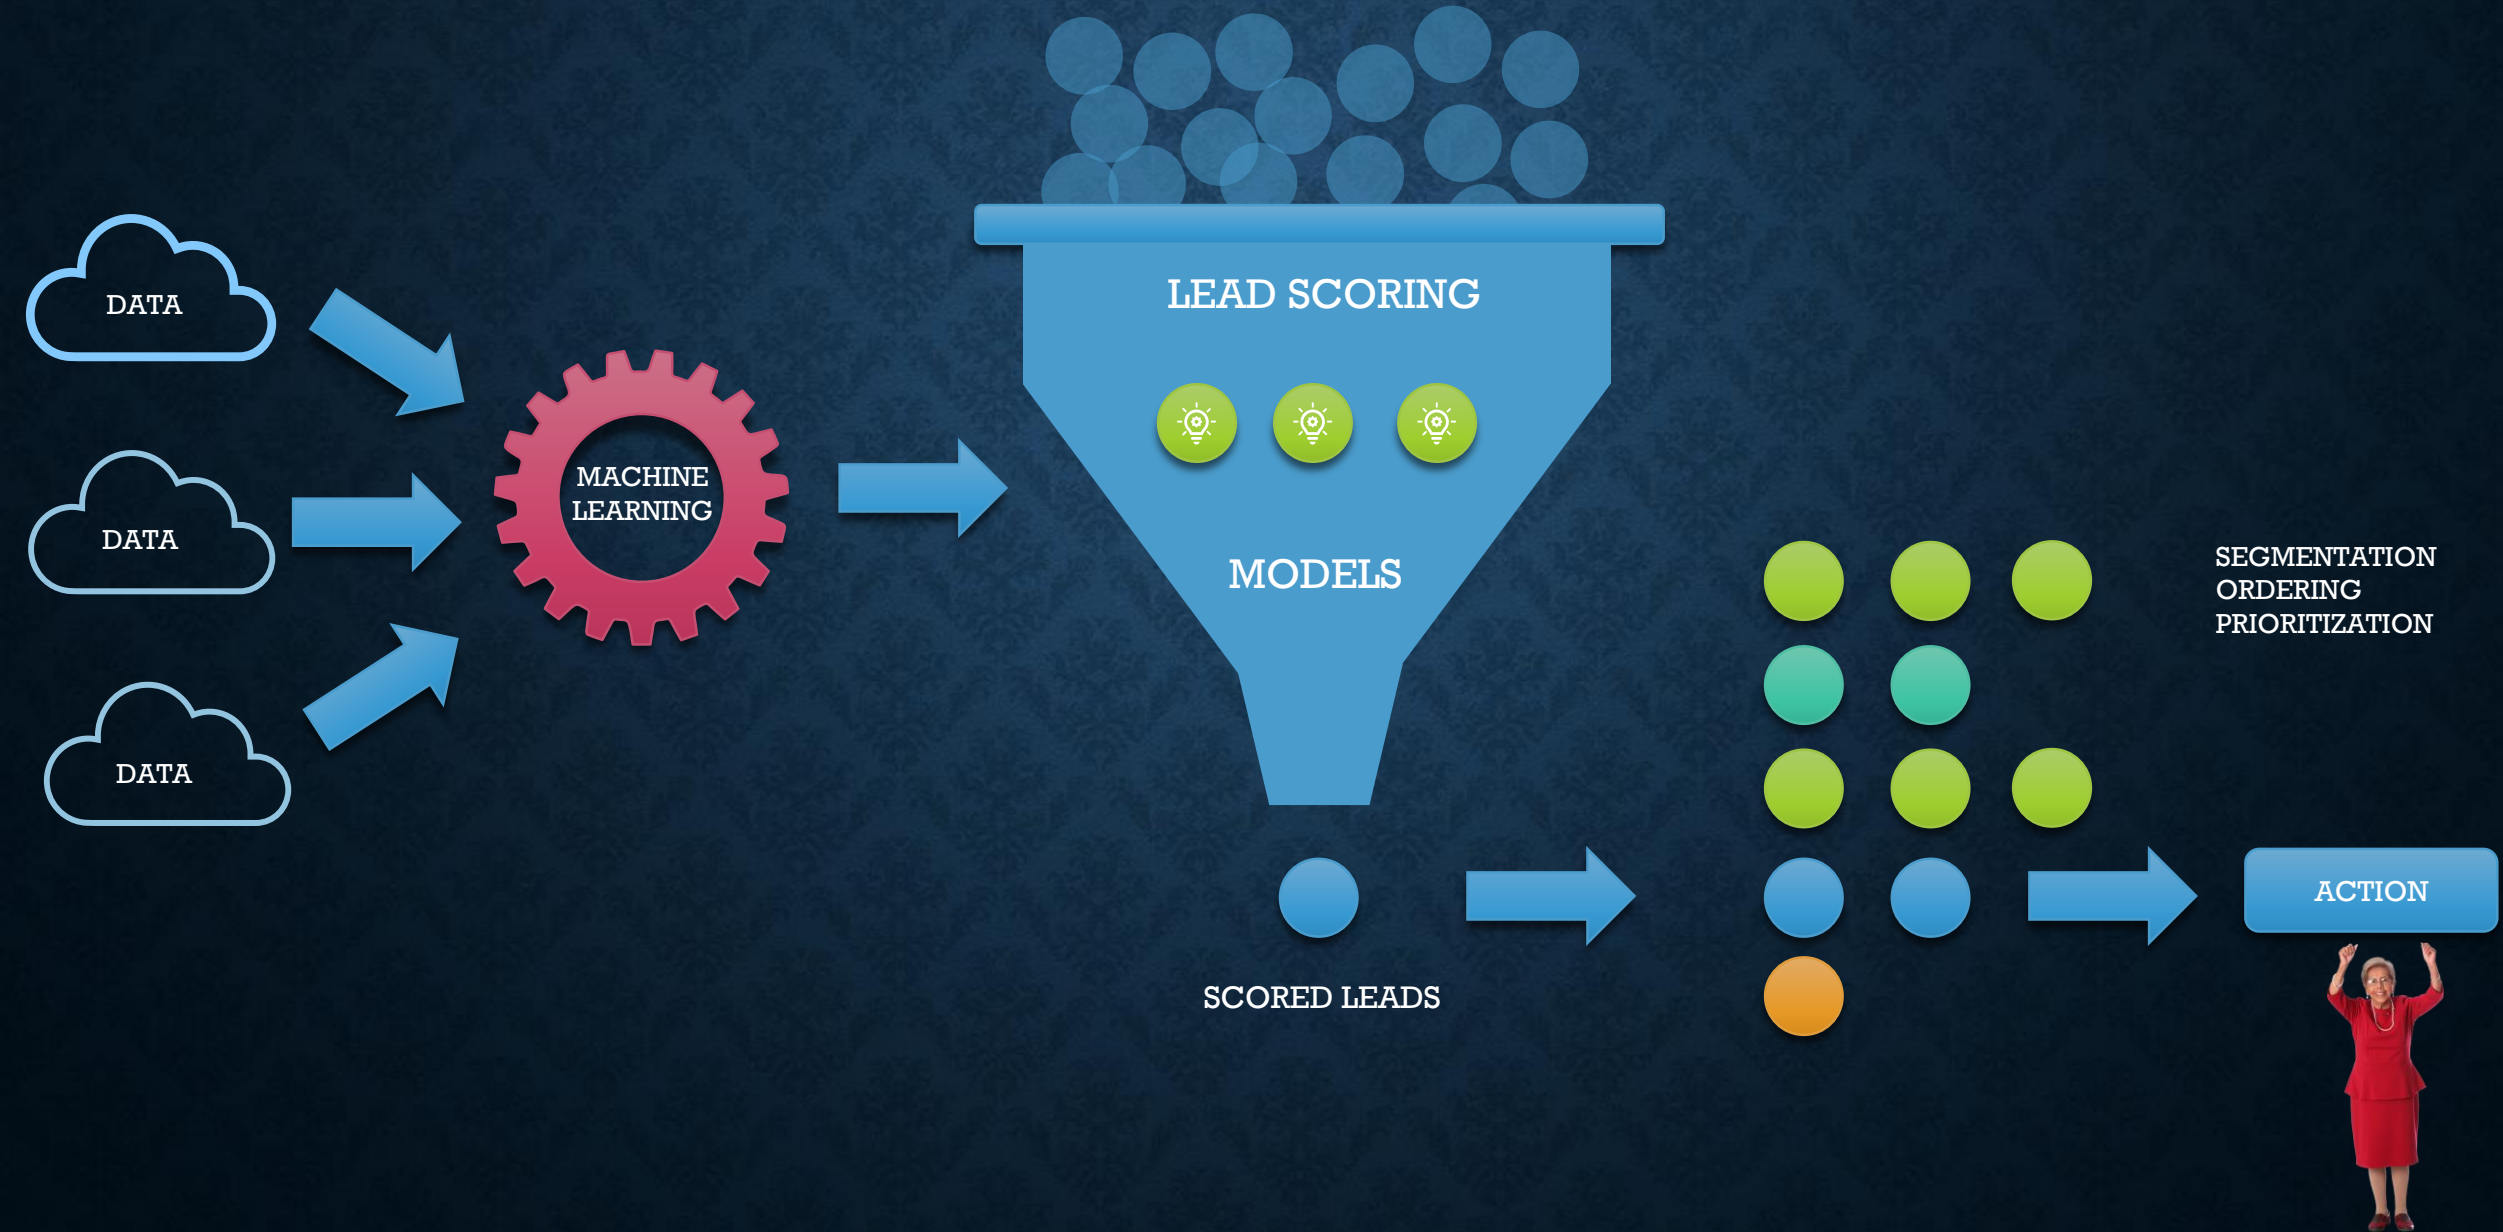 DATA
DATA
DATA
MACHINE
LEARNING
LEAD SCORING
MODELS
SCORED LEADS
SEGMENTATION
ORDERING
PRIORITIZATION
ACTION